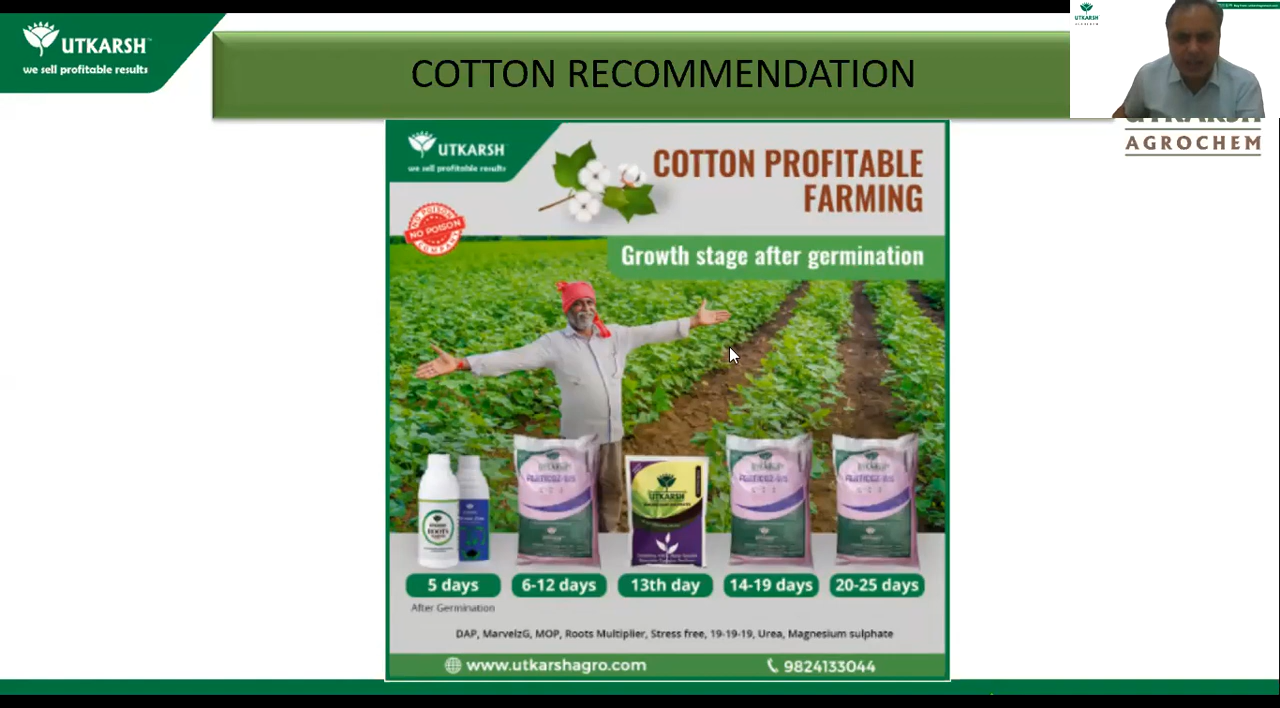 UTKARSH
we sell profitable results
COTTON RECOMMENDATION
UTKARSH
AGROCHEM
UTKARSH
we sell profitable results
COTTON PROFITABLE
FARMING
NO POISON
Growth stage after germination
UTKARSH
5 days
6-12 days
13th day
14-19 days
20-25 days
After Germination
DAP, MarvelzG, MOP, Roots Multiplier, Stress free, 19-19-19, Urea, Magnesium sulphate
www.utkarshagro.com
9824133044